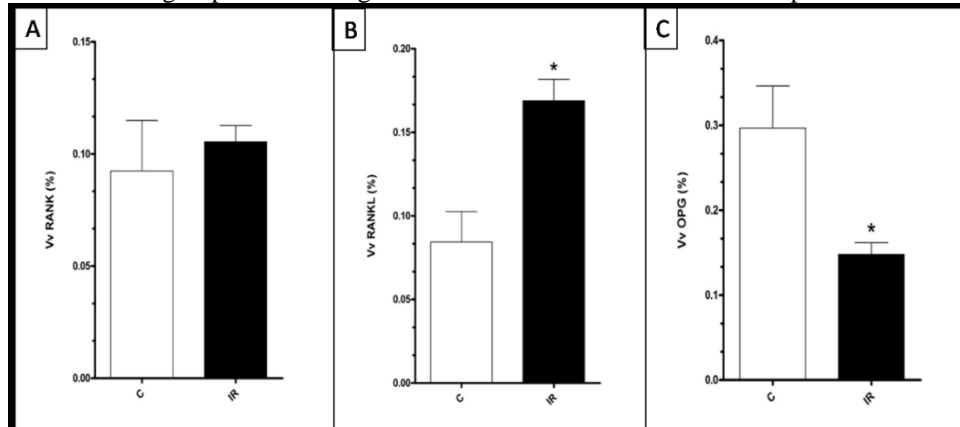 A
Vv RANK (%)
0.15
0.10
0.05
0.00
C
IR
B
Vv RANKL (%)
0.20
0.15
0.10
0.05
0.00
*
C
IR
C
Vv OPG (%)
0.4
0.3
0.2
0.1
0.0
*
C
IR